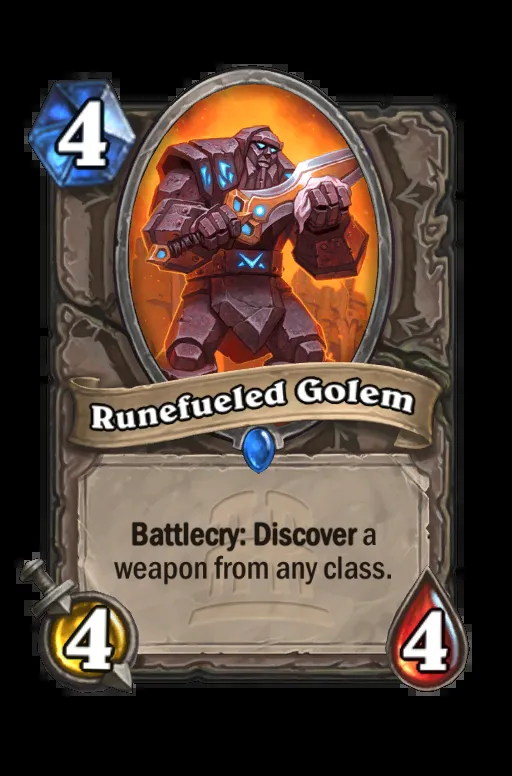 4
Runefueled Golem
Battlecry: Discover a
weapon from any class.
4
4